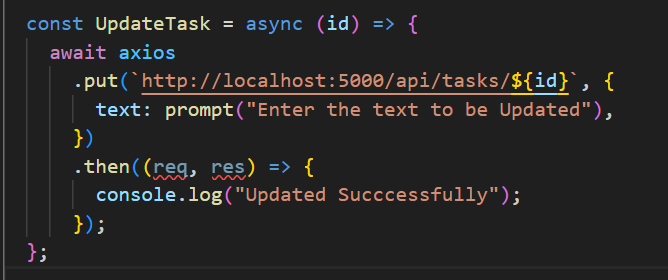 const UpdateTask = async (id) => {
await axios
.put(`http://localhost:5000/api/tasks/${id}`, {
text: prompt("Enter the text to be Updated"),
})
.then((req, res) => {
console.log("Updated Succcessfully");
});
};